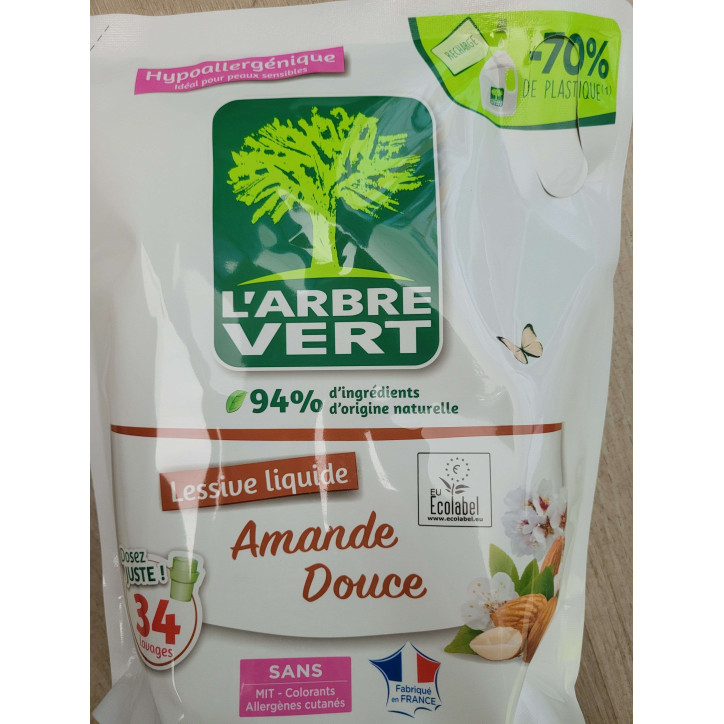 Hypoallergénique
Idéal pour peaux sensibles
RECHARGE
-70%
DE PLASTIQUE(1)
L'ARBRE
VERT
94% d'ingrédients
d'origine naturelle
Lessive liquide
EU
Ecolabel
www.ecolabel.eu
Amande
Douce
Dosez
JUSTE !
34
lavages
SANS
MIT - Colorants
Allergènes cutanés
Fabriqué
en FRANCE